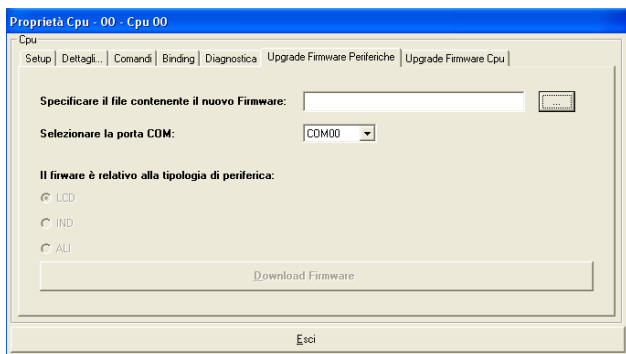 Proprietà Cpu - 00 - Cpu 00
Cpu
Setup Dettagli... Comandi Binding Diagnostica Upgrade Firmware Periferiche Upgrade Firmware Cpu
Specificare il file contenente il nuovo Firmware: ...
Selezionare la porta COM: COM00
Il firware è relativo alla tipologia di periferica:
LCD
IND
ALI
Download Firmware
Esci